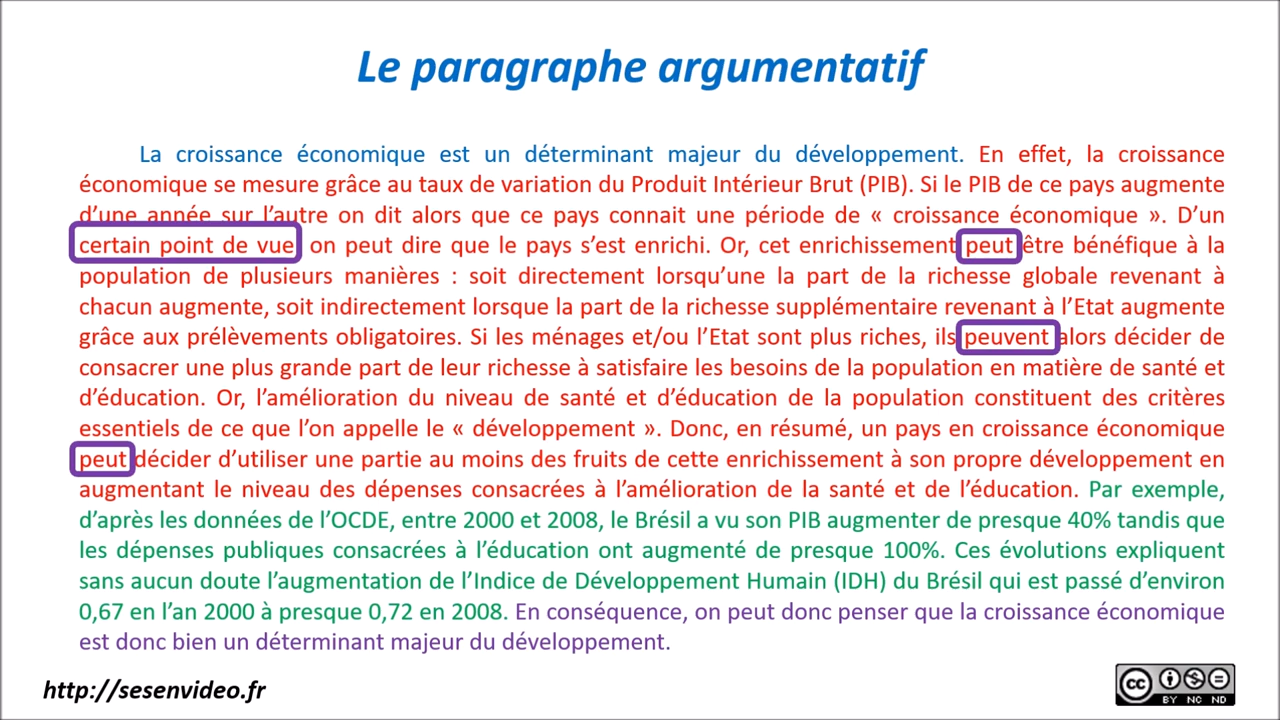 Le paragraphe argumentatif
La croissance économique est un déterminant majeur du développement. En effet, la croissance
économique se mesure grâce au taux de variation du Produit Intérieur Brut (PIB). Si le PIB de ce pays augmente
d’une année sur l’autre on dit alors que ce pays connait une période de « croissance économique ». D’un
certain point de vue on peut dire que le pays s’est enrichi. Or, cet enrichissement peut être bénéfique à la
population de plusieurs manières : soit directement lorsqu’une la part de la richesse globale revenant à
chacun augmente, soit indirectement lorsque la part de la richesse supplémentaire revenant à l’Etat augmente
grâce aux prélèvements obligatoires. Si les ménages et/ou l’Etat sont plus riches, ils peuvent alors décider de
consacrer une plus grande part de leur richesse à satisfaire les besoins de la population en matière de santé et
d’éducation. Or, l’amélioration du niveau de santé et d’éducation de la population constituent des critères
essentiels de ce que l’on appelle le « développement ». Donc, en résumé, un pays en croissance économique
peut décider d’utiliser une partie au moins des fruits de cette enrichissement à son propre développement en
augmentant le niveau des dépenses consacrées à l’amélioration de la santé et de l’éducation. Par exemple,
d’après les données de l’OCDE, entre 2000 et 2008, le Brésil a vu son PIB augmenter de presque 40% tandis que
les dépenses publiques consacrées à l’éducation ont augmenté de presque 100%. Ces évolutions expliquent
sans aucun doute l’augmentation de l’Indice de Développement Humain (IDH) du Brésil qui est passé d’environ
0,67 en l’an 2000 à presque 0,72 en 2008. En conséquence, on peut donc penser que la croissance économique
est donc bien un déterminant majeur du développement.
http://sesenvideo.fr
cc
BY NC ND